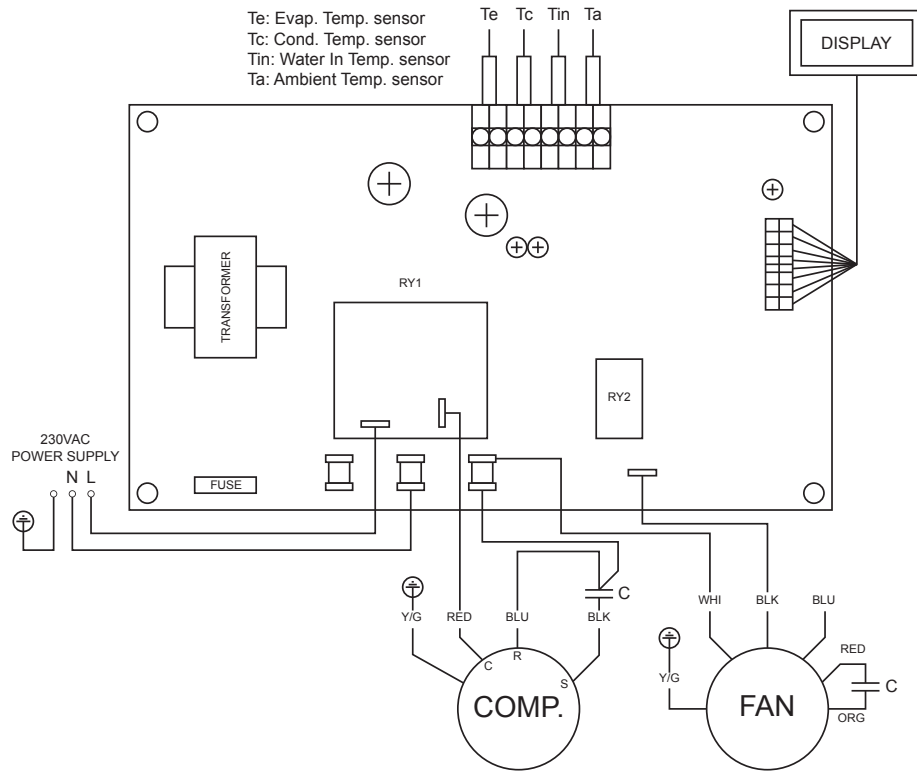 Te: Evap. Temp. sensor
Tc: Cond. Temp. sensor
Tin: Water In Temp. sensor
Ta: Ambient Temp. sensor
Te Tc Tin Ta
DISPLAY
TRANSFORMER
RY1
RY2
230VAC
POWER SUPPLY
N L
FUSE
C
Y/G RED BLU BLK
C R S
COMP.
WHI BLK BLU
RED
Y/G
C
ORG
FAN